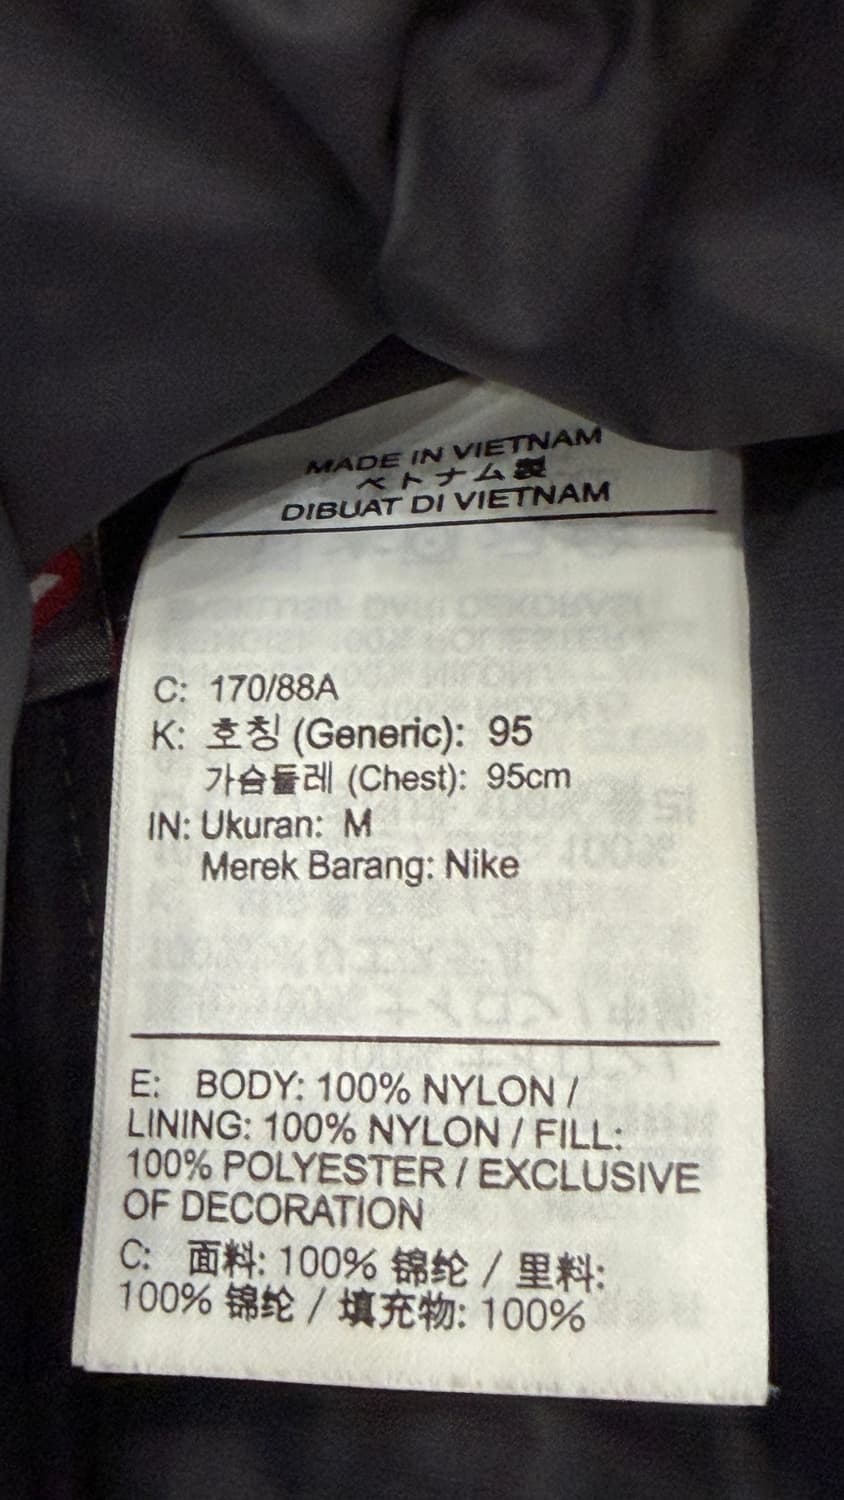 MADE IN VIETNAM
ベトナム製
DIBUAT DI VIETNAM
C: 170/88A
K: 호칭 (Generic): 95
가슴둘레 (Chest): 95cm
IN: Ukuran: M
Merek Barang: Nike
E: BODY: 100% NYLON /
LINING: 100% NYLON / FILL:
100% POLYESTER / EXCLUSIVE
OF DECORATION
C: 面料: 100% 锦纶 / 里料:
100% 锦纶 / 填充物: 100%